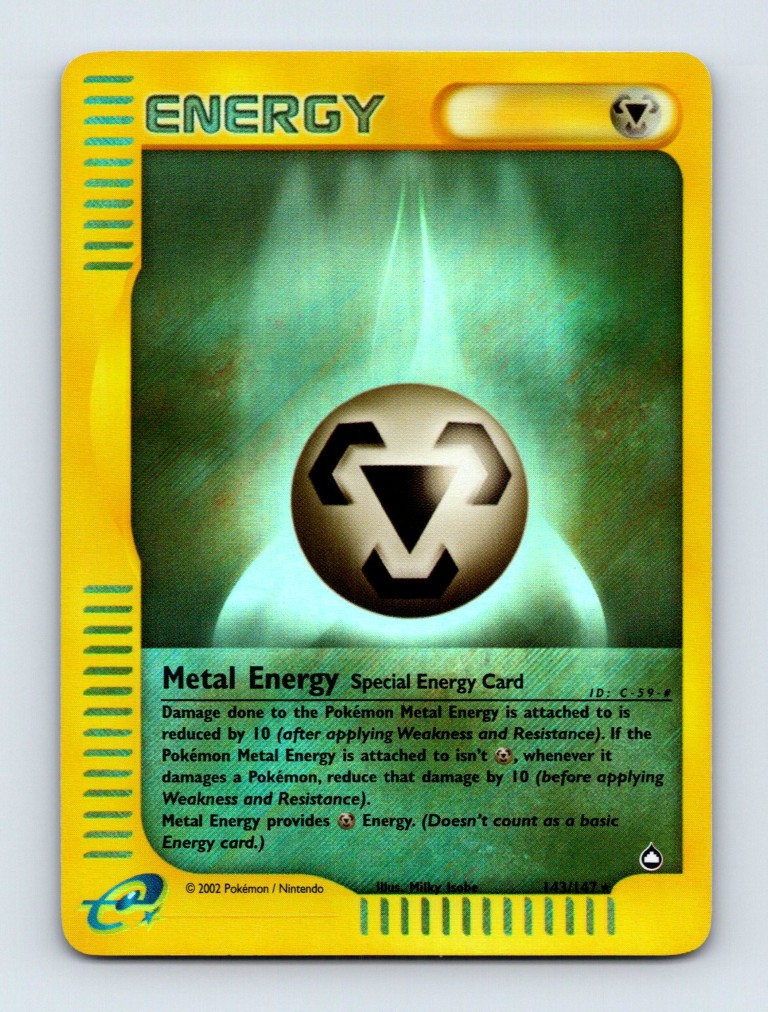 ENERGY
Metal Energy Special Energy Card
ID: C-59-#
Damage done to the Pokémon Metal Energy is attached to is
reduced by 10 (after applying Weakness and Resistance). If the
Pokémon Metal Energy is attached to isn't , whenever it
damages a Pokémon, reduce that damage by 10 (before applying
Weakness and Resistance).
Metal Energy provides Energy. (Doesn't count as a basic
Energy card.)
© 2002 Pokémon / Nintendo
Illus. Milky Isobe
143/147 ★
e